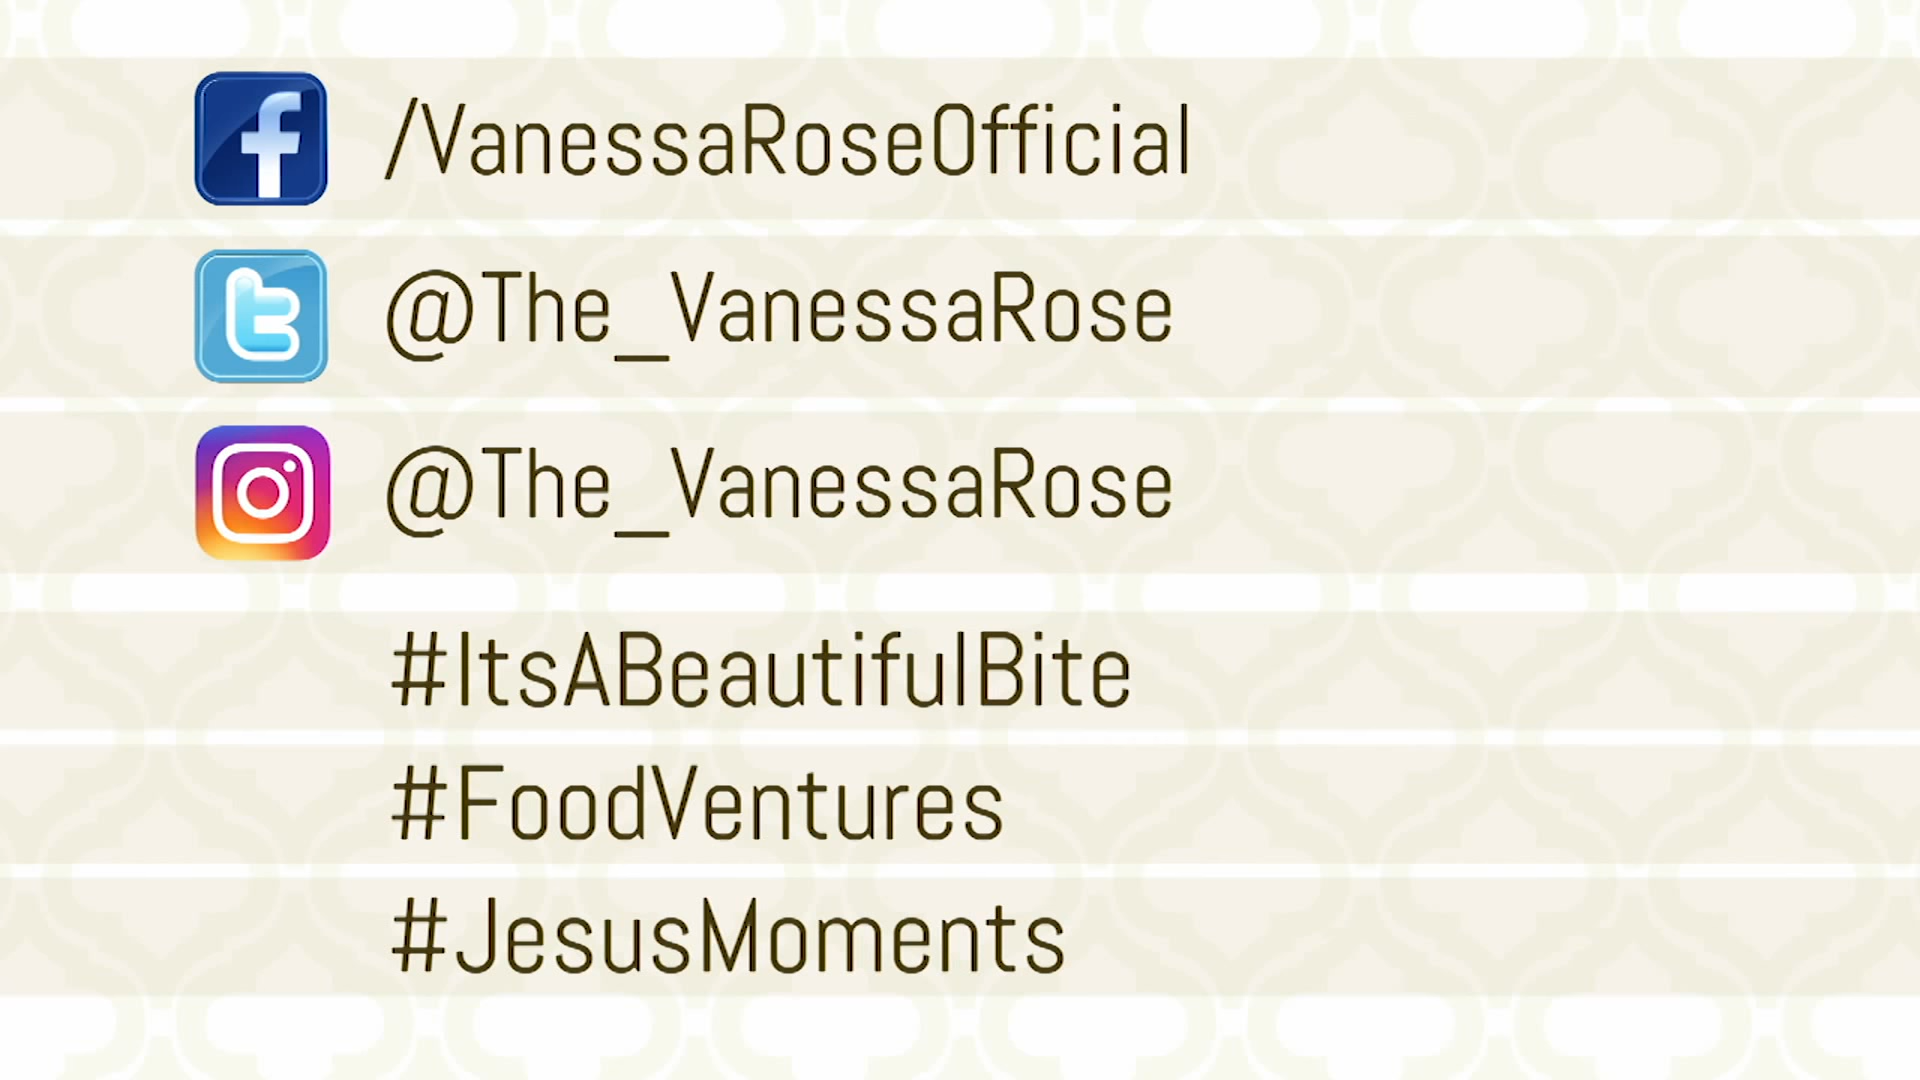 /VanessaRoseOfficial
@The_VanessaRose
@The_VanessaRose
#ItsABeautifulBite
#FoodVentures
#JesusMoments